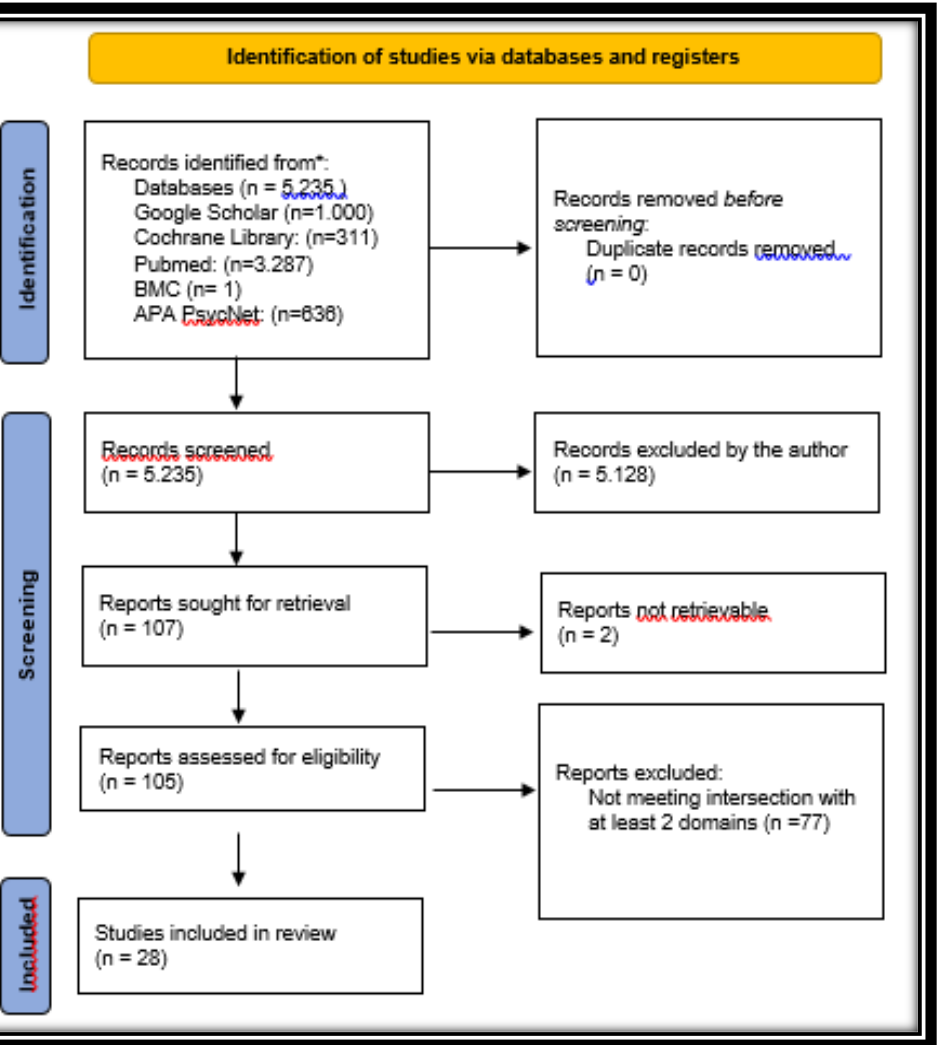 Identification of studies via databases and registers
Identification
Records identified from*:
Databases (n = 5.235 )
Google Scholar (n=1.000)
Cochrane Library: (n=311)
Pubmed: (n=3.287)
BMC (n= 1)
APA PsycNet: (n=636)
Records removed before
screening:
Duplicate records removed
(n = 0)
Screening
Records screened
(n = 5.235)
Records excluded by the author
(n = 5.128)
Reports sought for retrieval
(n = 107)
Reports not retrievable
(n = 2)
Reports assessed for eligibility
(n = 105)
Reports excluded:
Not meeting intersection with
at least 2 domains (n =77)
Included
Studies included in review
(n = 28)